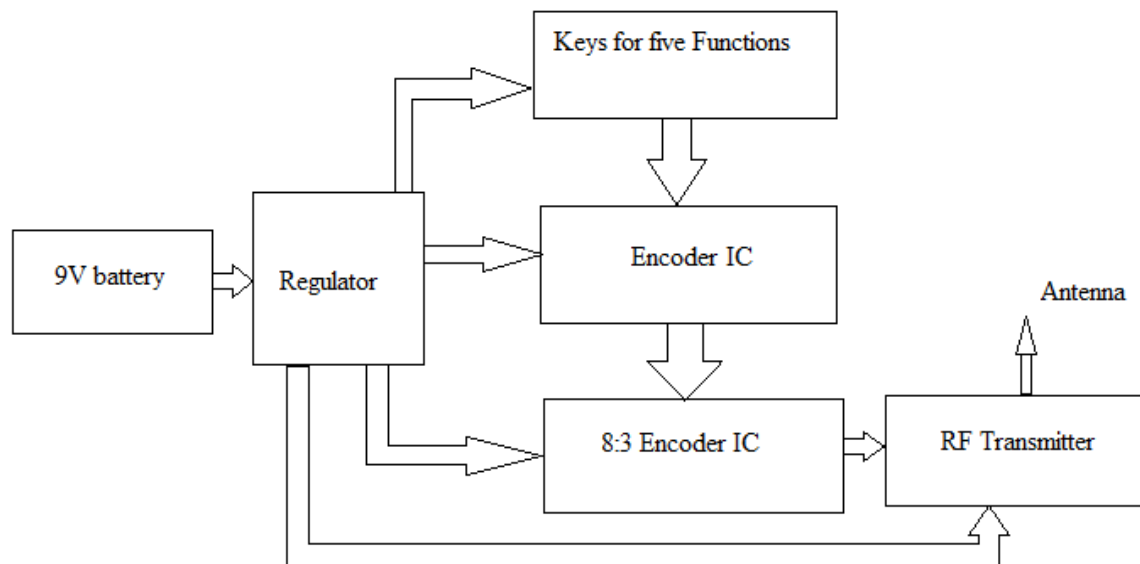 Keys for five Functions
9V battery
Regulator
Encoder IC
Antenna
8:3 Encoder IC
RF Transmitter